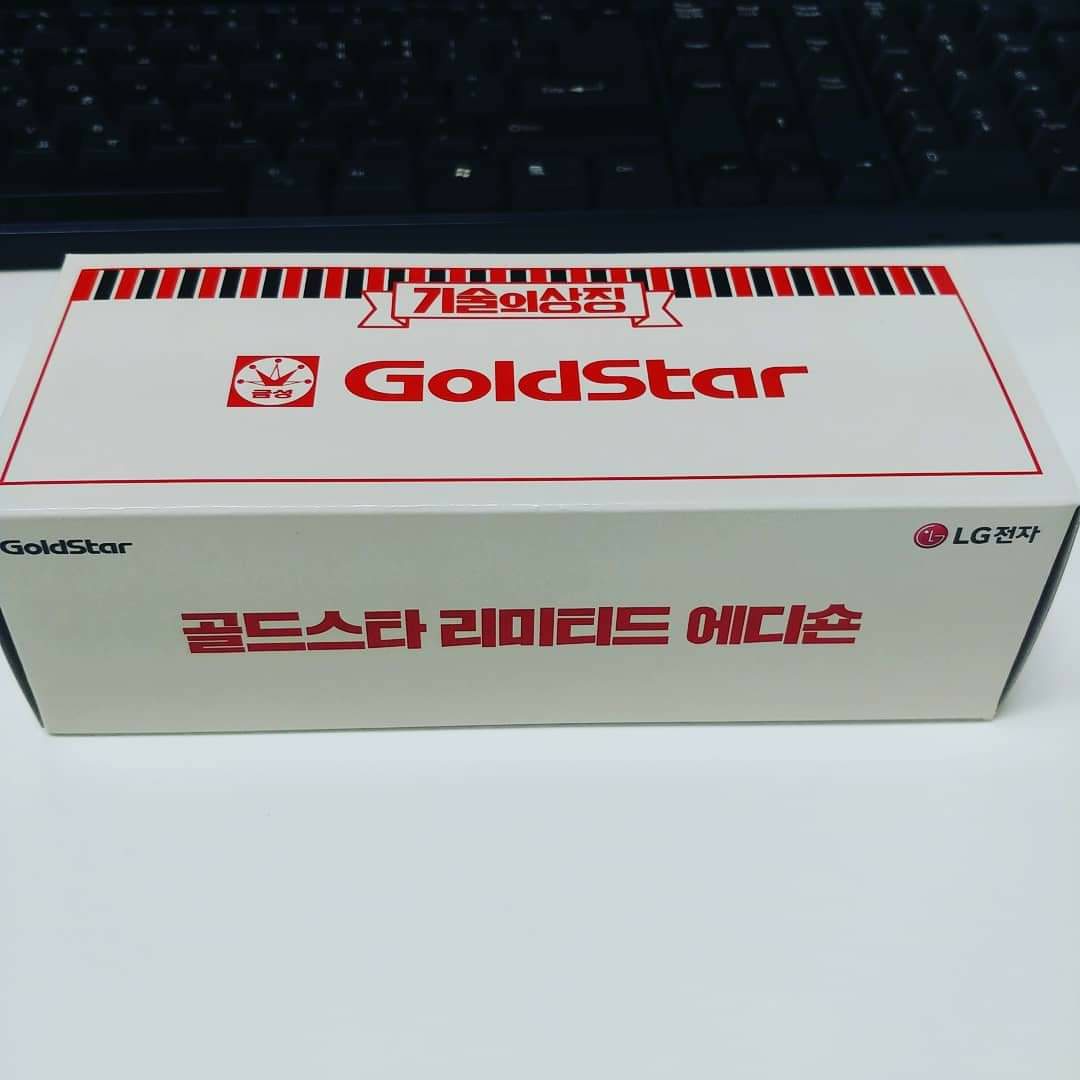 기술의상징
금성 GoldStar
GoldStar
LG전자
골드스타 리미티드 에디숀